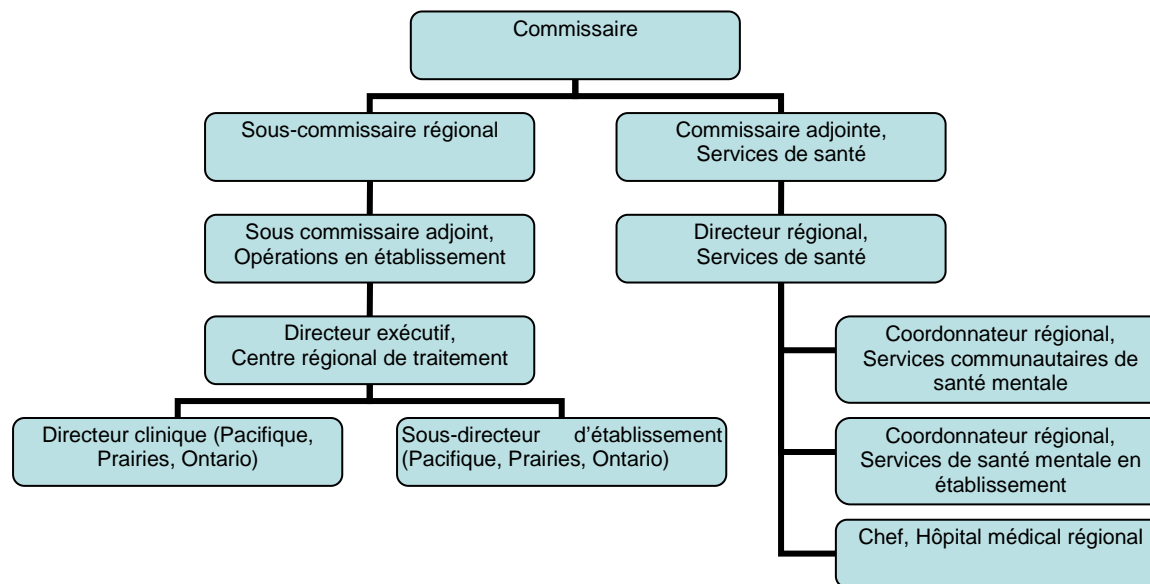 Commissaire
Sous-commissaire régional
Commissaire adjointe,
Services de santé
Sous commissaire adjoint,
Opérations en établissement
Directeur régional,
Services de santé
Directeur exécutif,
Centre régional de traitement
Coordonnateur régional,
Services communautaires de
santé mentale
Directeur clinique (Pacifique,
Prairies, Ontario)
Sous-directeur d’établissement
(Pacifique, Prairies, Ontario)
Coordonnateur régional,
Services de santé mentale en
établissement
Chef, Hôpital médical régional